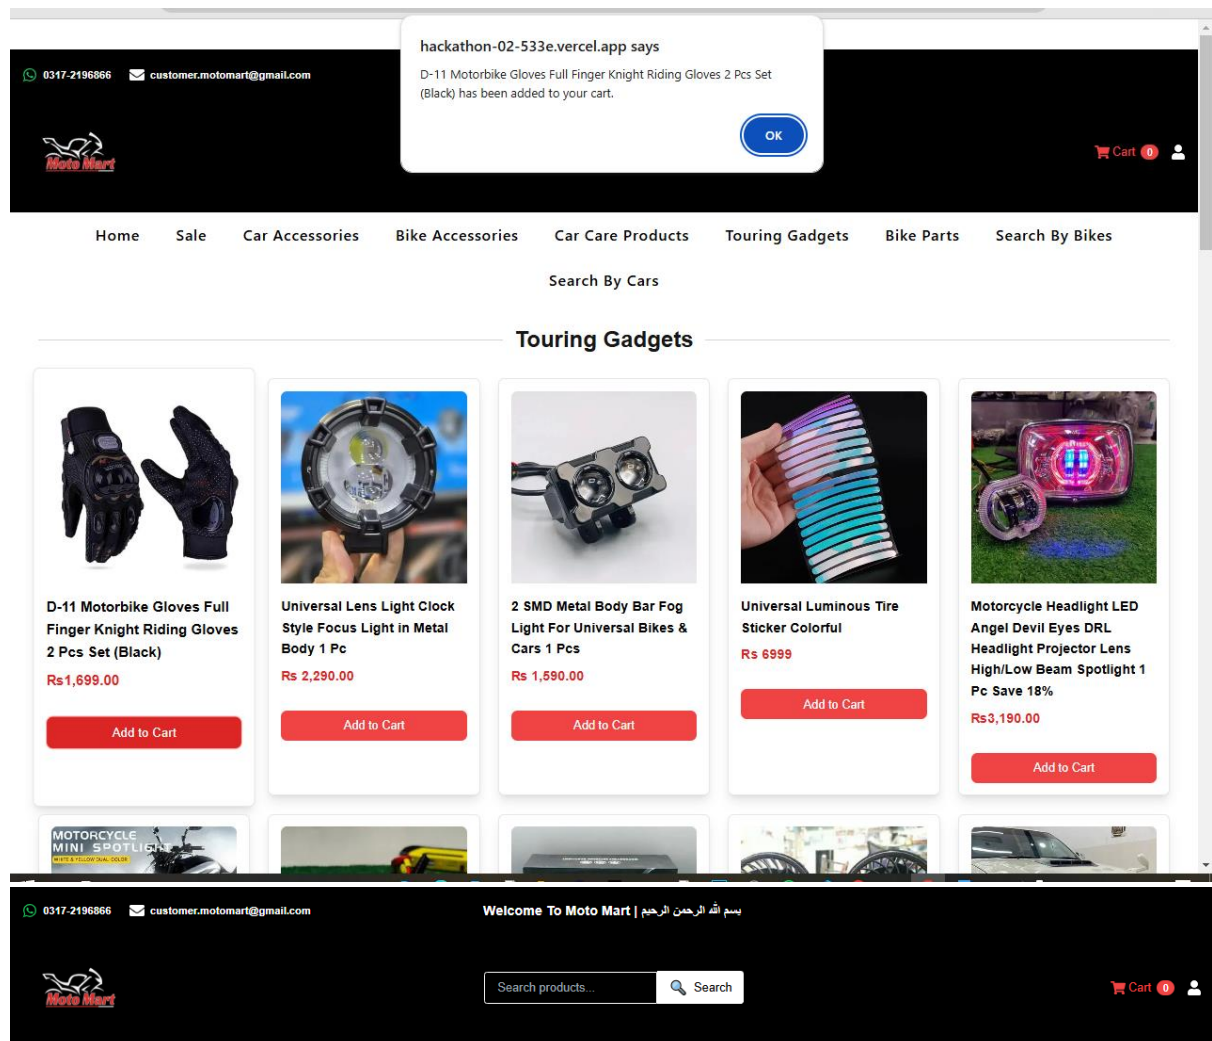 hackathon-02-533e.vercel.app says
D-11 Motorbike Gloves Full Finger Knight Riding Gloves 2 Pcs Set
(Black) has been added to your cart.
OK
0317-2196866 customer.motomart@gmail.com
Moto Mart
Cart 0
Home Sale Car Accessories Bike Accessories Car Care Products Touring Gadgets Bike Parts Search By Bikes
Search By Cars
Touring Gadgets
D-11 Motorbike Gloves Full
Finger Knight Riding Gloves
2 Pcs Set (Black)
Rs1,699.00
Add to Cart
Universal Lens Light Clock
Style Focus Light in Metal
Body 1 Pc
Rs 2,290.00
Add to Cart
2 SMD Metal Body Bar Fog
Light For Universal Bikes &
Cars 1 Pcs
Rs 1,590.00
Add to Cart
Universal Luminous Tire
Sticker Colorful
Rs 6999
Add to Cart
Motorcycle Headlight LED
Angel Devil Eyes DRL
Headlight Projector Lens
High/Low Beam Spotlight 1
Pc Save 18%
Rs3,190.00
Add to Cart
MOTORCYCLE
MINI SPOTLIGHT
WHITE & YELLOW DUAL COLOR
0317-2196866 customer.motomart@gmail.com Welcome To Moto Mart | بسم الله الرحمن الرحيم
Moto Mart
Search products... Search
Cart 0